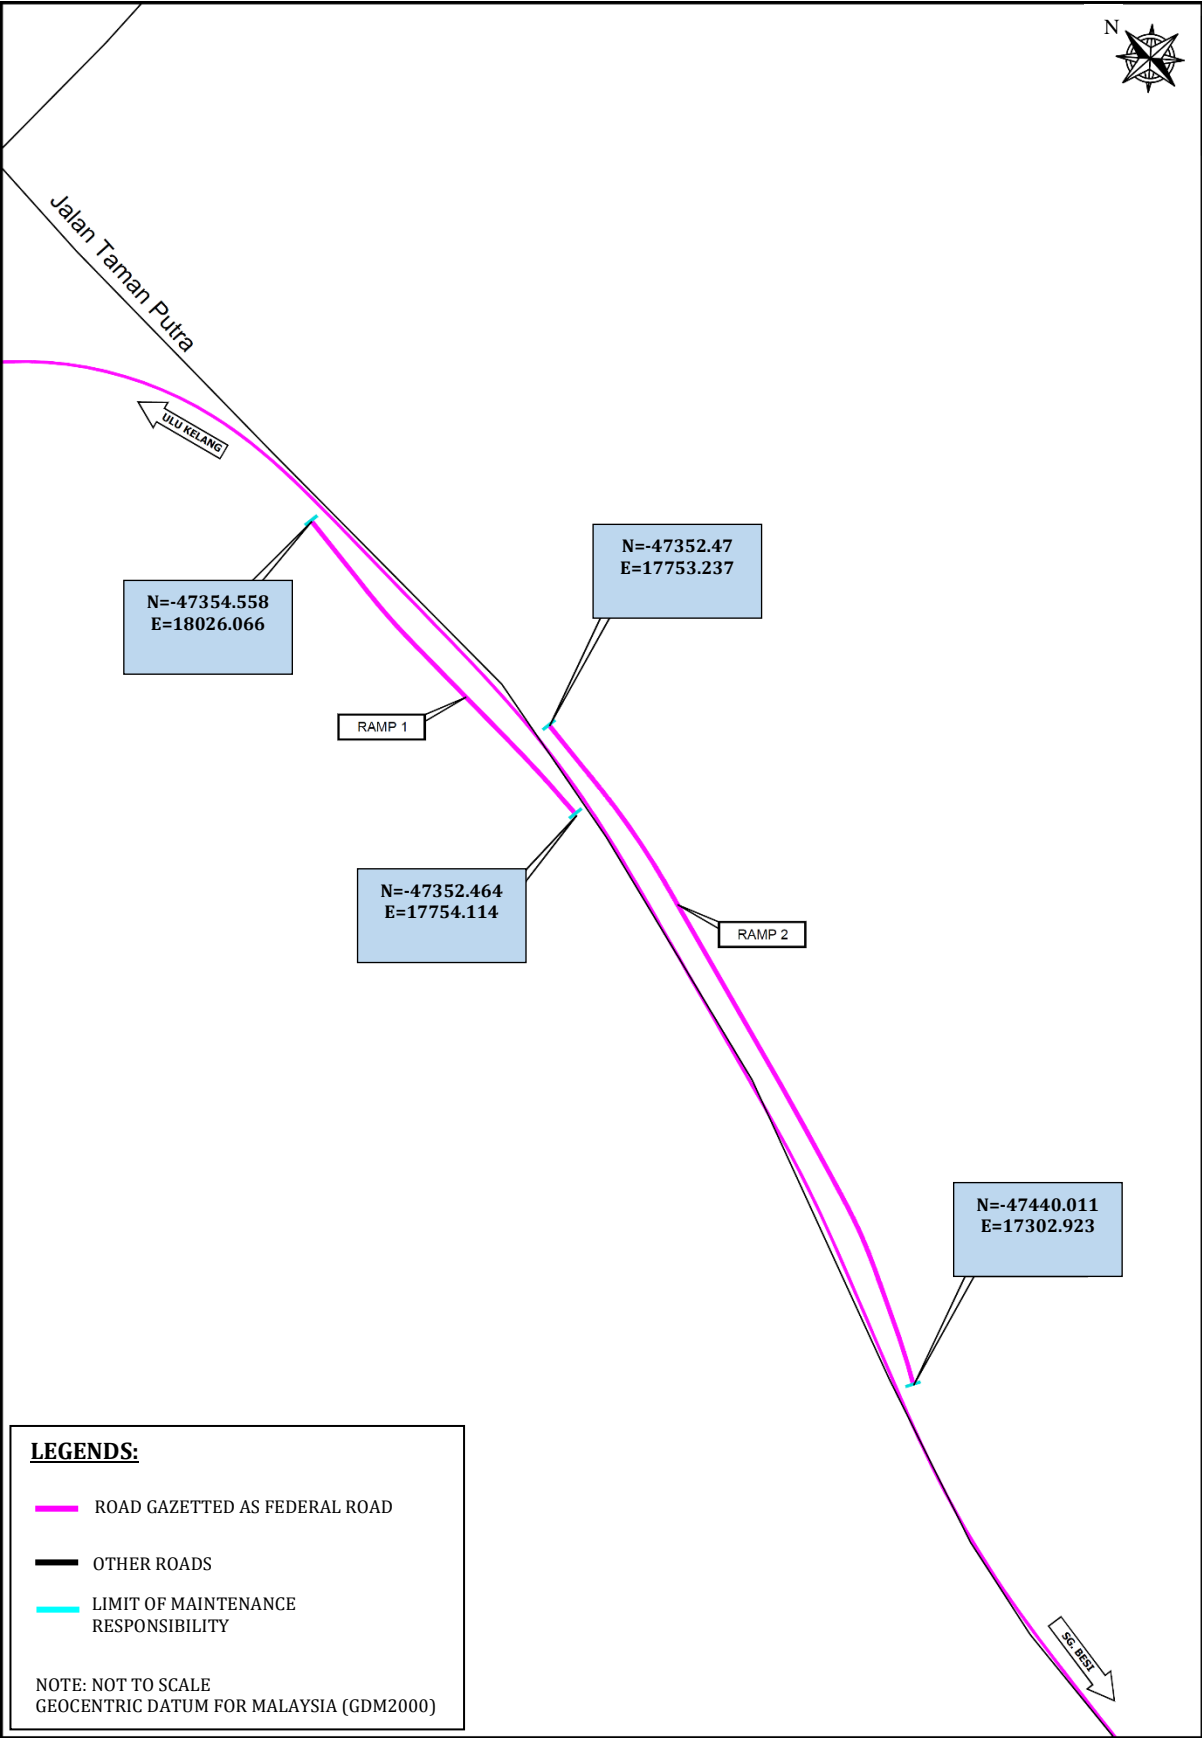 N
Jalan Taman Putra
ULU KELANG
N=-47352.47
E=17753.237
N=-47354.558
E=18026.066
RAMP 1
N=-47352.464
E=17754.114
RAMP 2
N=-47440.011
E=17302.923
LEGENDS:
ROAD GAZETTED AS FEDERAL ROAD
OTHER ROADS
LIMIT OF MAINTENANCE
RESPONSIBILITY
SG. BESI
NOTE: NOT TO SCALE
GEOCENTRIC DATUM FOR MALAYSIA (GDM2000)